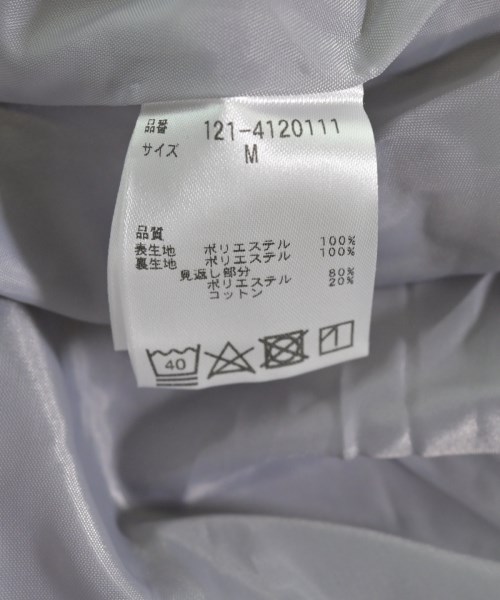 品番 121-4120111
サイズ M
品質
表生地 ポリエステル 100%
裏生地 ポリエステル 100%
見返し部分
ポリエステル 80%
コットン 20%
40